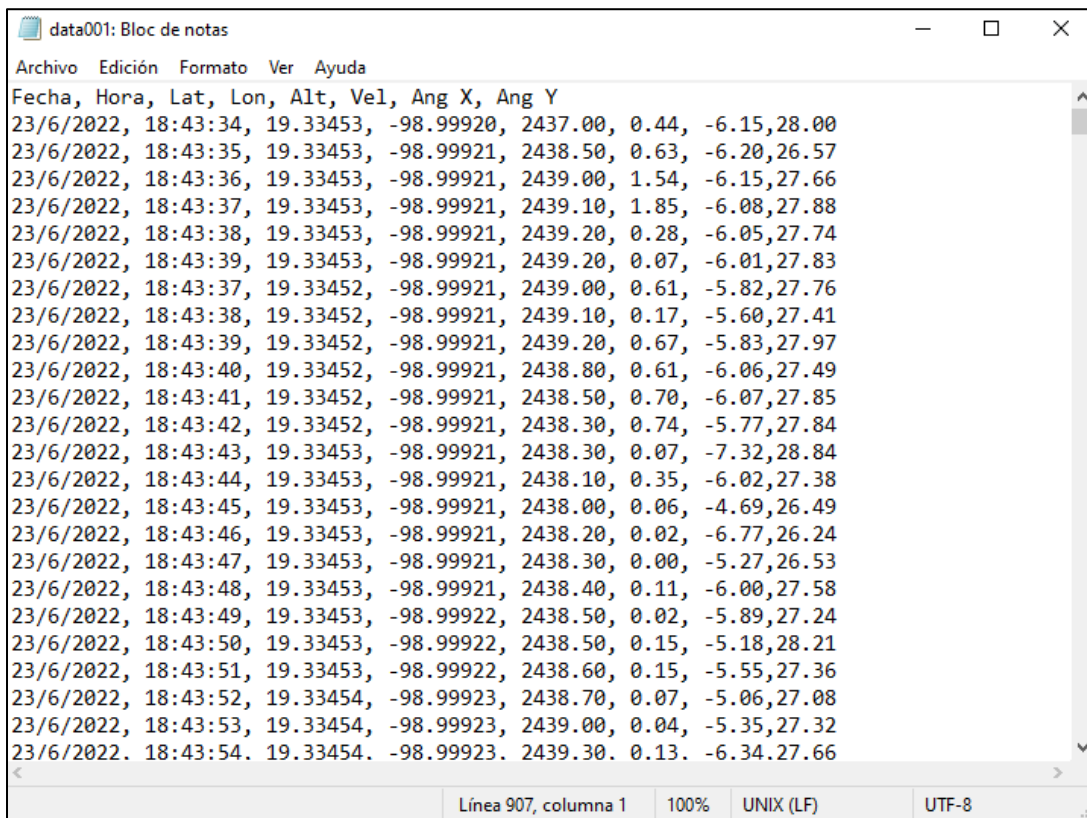 data001: Bloc de notas
Archivo Edición Formato Ver Ayuda
Fecha, Hora, Lat, Lon, Alt, Vel, Ang X, Ang Y
23/6/2022, 18:43:34, 19.33453, -98.99920, 2437.00, 0.44, -6.15,28.00
23/6/2022, 18:43:35, 19.33453, -98.99921, 2438.50, 0.63, -6.20,26.57
23/6/2022, 18:43:36, 19.33453, -98.99921, 2439.00, 1.54, -6.15,27.66
23/6/2022, 18:43:37, 19.33453, -98.99921, 2439.10, 1.85, -6.08,27.88
23/6/2022, 18:43:38, 19.33453, -98.99921, 2439.20, 0.28, -6.05,27.74
23/6/2022, 18:43:39, 19.33453, -98.99921, 2439.20, 0.07, -6.01,27.83
23/6/2022, 18:43:37, 19.33452, -98.99921, 2439.00, 0.61, -5.82,27.76
23/6/2022, 18:43:38, 19.33452, -98.99921, 2439.10, 0.17, -5.60,27.41
23/6/2022, 18:43:39, 19.33452, -98.99921, 2439.20, 0.67, -5.83,27.97
23/6/2022, 18:43:40, 19.33452, -98.99921, 2438.80, 0.61, -6.06,27.49
23/6/2022, 18:43:41, 19.33452, -98.99921, 2438.50, 0.70, -6.07,27.85
23/6/2022, 18:43:42, 19.33452, -98.99921, 2438.30, 0.74, -5.77,27.84
23/6/2022, 18:43:43, 19.33453, -98.99921, 2438.30, 0.07, -7.32,28.84
23/6/2022, 18:43:44, 19.33453, -98.99921, 2438.10, 0.35, -6.02,27.38
23/6/2022, 18:43:45, 19.33453, -98.99921, 2438.00, 0.06, -4.69,26.49
23/6/2022, 18:43:46, 19.33453, -98.99921, 2438.20, 0.02, -6.77,26.24
23/6/2022, 18:43:47, 19.33453, -98.99921, 2438.30, 0.00, -5.27,26.53
23/6/2022, 18:43:48, 19.33453, -98.99921, 2438.40, 0.11, -6.00,27.58
23/6/2022, 18:43:49, 19.33453, -98.99922, 2438.50, 0.02, -5.89,27.24
23/6/2022, 18:43:50, 19.33453, -98.99922, 2438.50, 0.15, -5.18,28.21
23/6/2022, 18:43:51, 19.33453, -98.99922, 2438.60, 0.15, -5.55,27.36
23/6/2022, 18:43:52, 19.33454, -98.99923, 2438.70, 0.07, -5.06,27.08
23/6/2022, 18:43:53, 19.33454, -98.99923, 2439.00, 0.04, -5.35,27.32
23/6/2022, 18:43:54, 19.33454, -98.99923, 2439.30, 0.13, -6.34,27.66
Línea 907, columna 1 100% UNIX (LF) UTF-8